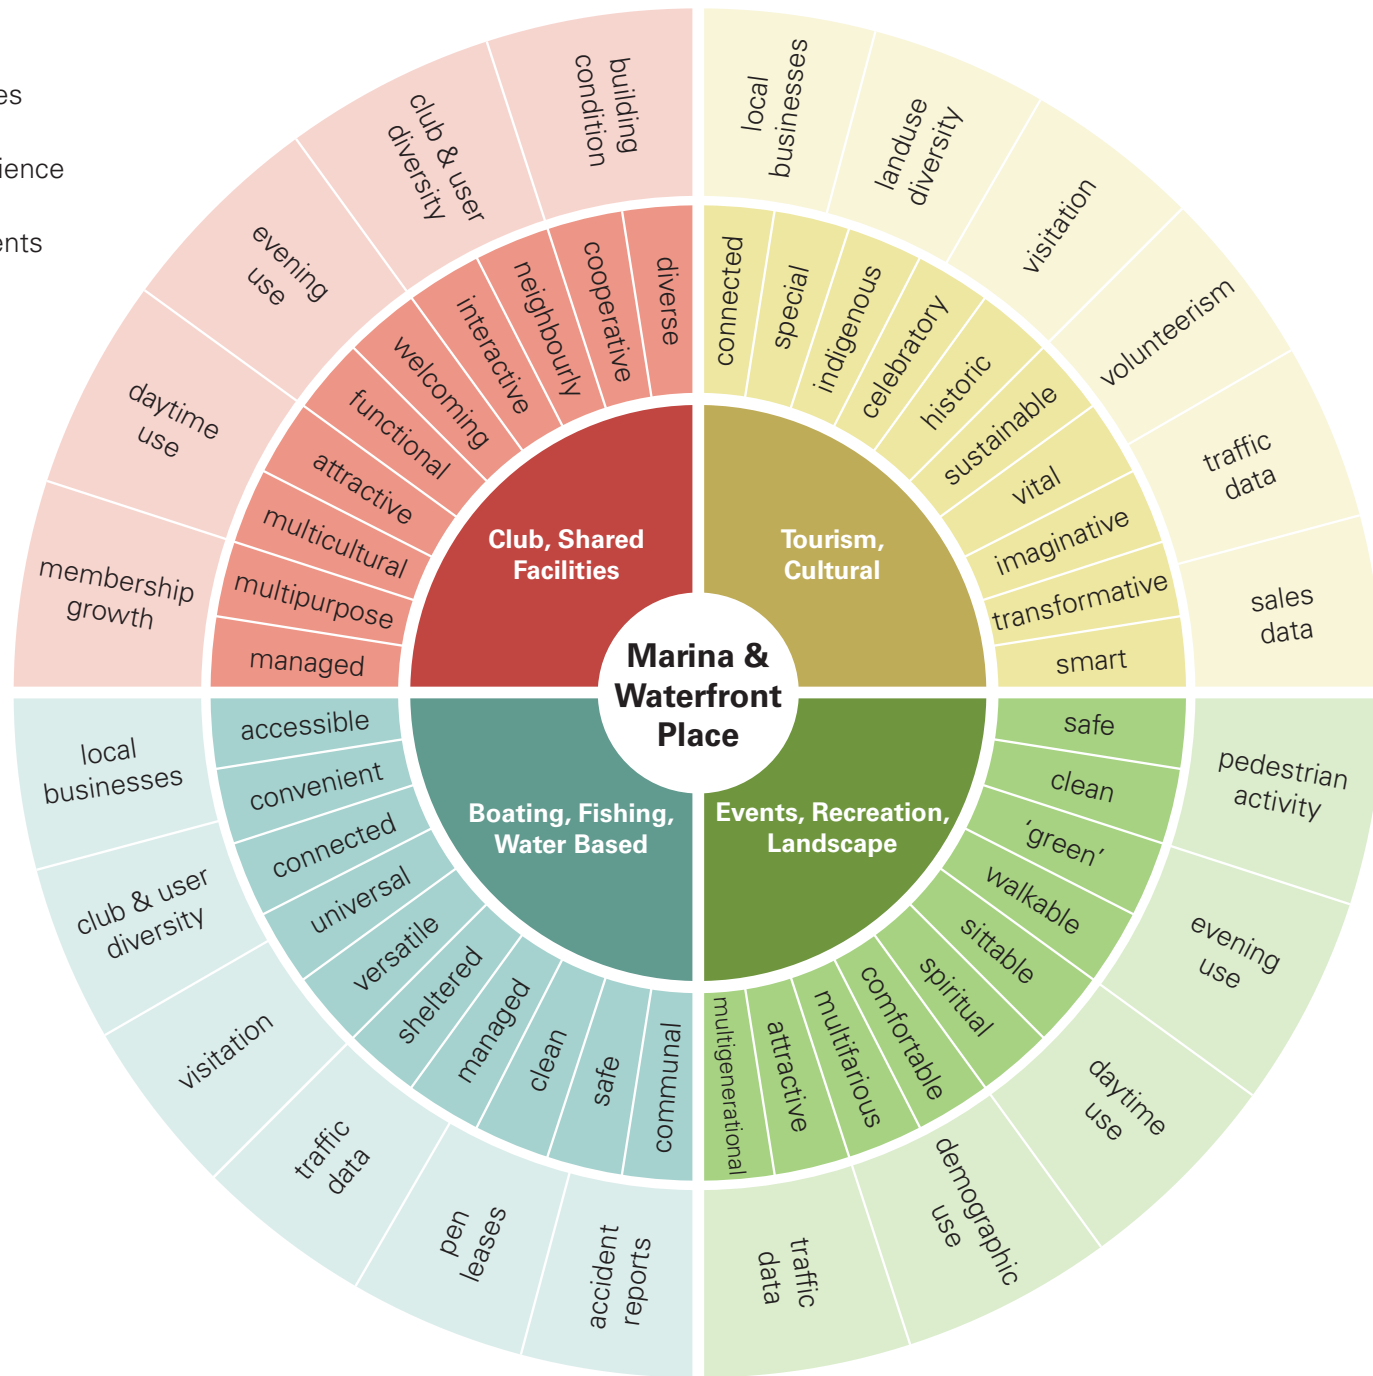 es
ience
ents
building
condition
club & user
diversity
evening
use
daytime
use
membership
growth
local
businesses
landuse
diversity
visitation
volunteerism
traffic
data
sales
data
diverse
cooperative
neighbourly
interactive
welcoming
functional
attractive
multicultural
multipurpose
managed
connected
special
indigenous
celebratory
historic
sustainable
vital
imaginative
transformative
smart
Club, Shared
Facilities
Tourism,
Cultural
Marina &
Waterfront
Place
Boating, Fishing,
Water Based
Events, Recreation,
Landscape
accessible
convenient
connected
universal
versatile
sheltered
managed
clean
safe
communal
safe
clean
‘green’
walkable
sittable
spiritual
comfortable
multifarious
attractive
multigenerational
local
businesses
club & user
diversity
visitation
traffic
data
pen
leases
accident
reports
pedestrian
activity
evening
use
daytime
use
demographic
use
traffic
data